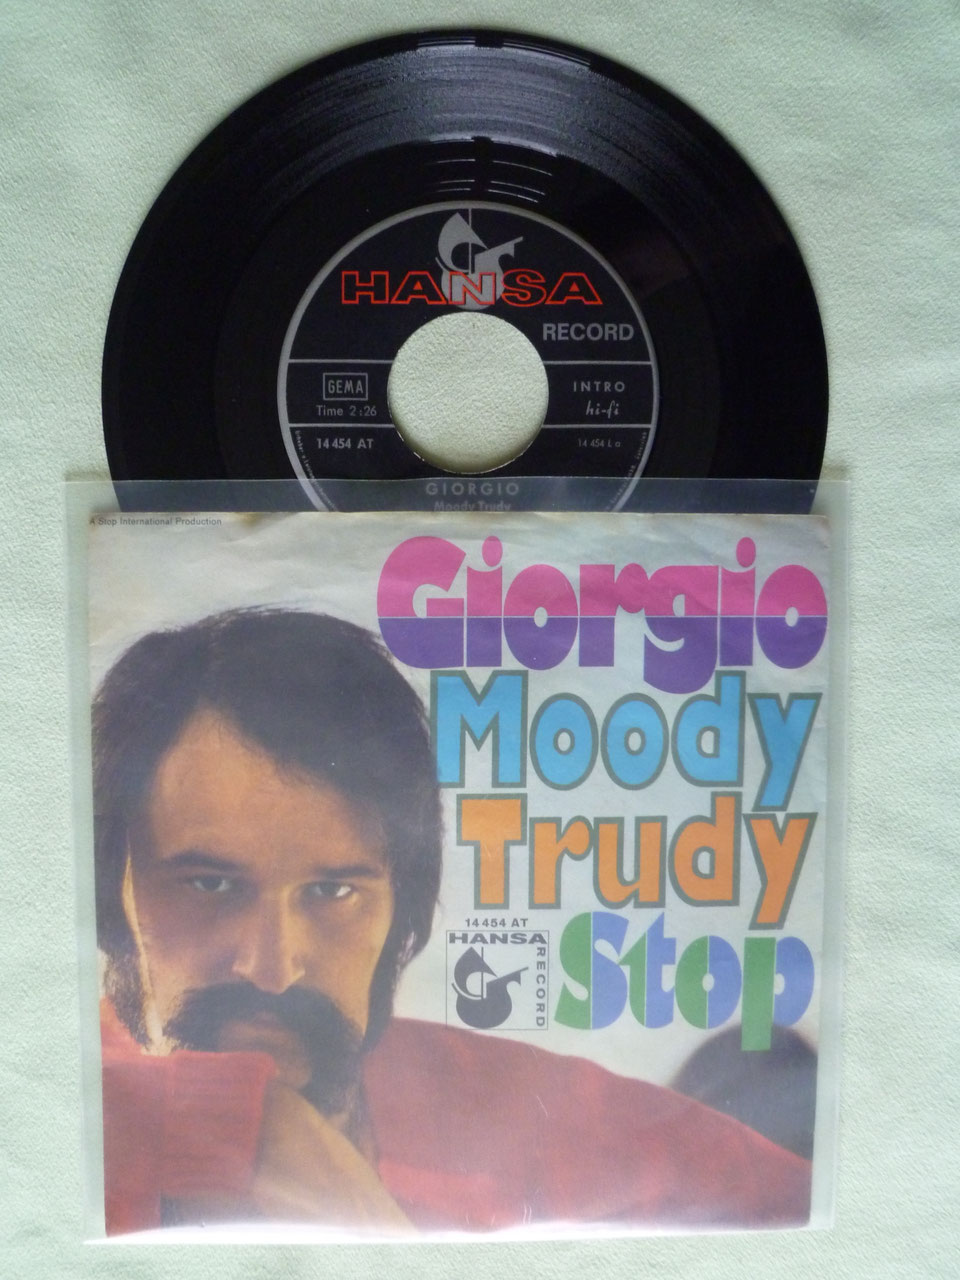 HANSA
RECORD
GEMA
INTRO
Time 2:26
hi-fi
14 454 AT
14 454 La
GIORGIO
Moody Trudy
A Stop International Production
Giorgio
Moody
Trudy
14 454 AT
HANSA
RECORD
Stop